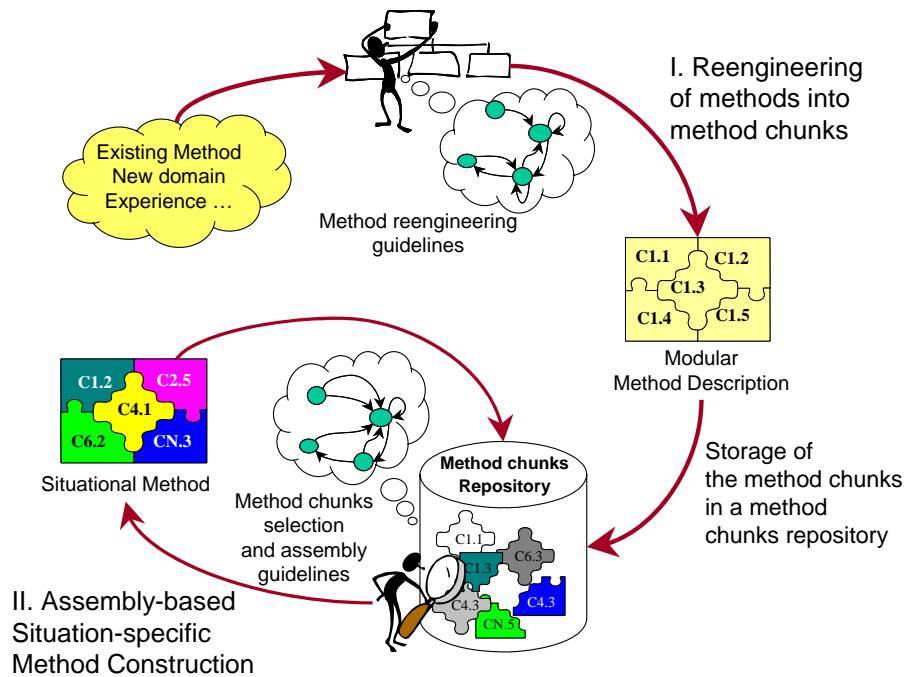 I. Reengineering
of methods into
method chunks
Existing Method
New domain
Experience …
Method reengineering
guidelines
C1.1
C1.2
C1.3
C1.4
C1.5
Modular
Method Description
Storage of
the method chunks
in a method
chunks repository
Method chunks
Repository
C1.1
C6.3
C1.3
C4.3
C4.3
CN.5
Method chunks
selection
and assembly
guidelines
C1.2
C2.5
C4.1
C6.2
CN.3
Situational Method
II. Assembly-based
Situation-specific
Method Construction